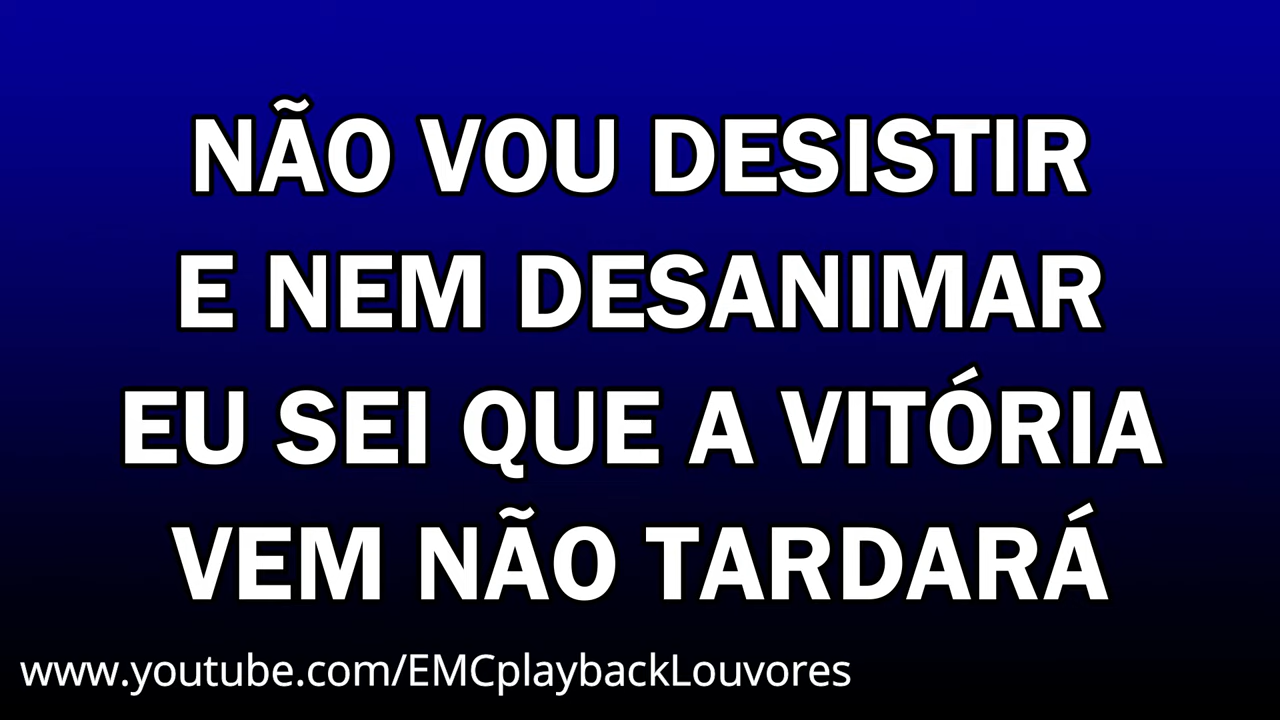 NÃO VOU DESISTIR
E NEM DESANIMAR
EU SEI QUE A VITÓRIA
VEM NÃO TARDARÁ
www.youtube.com/EMCplaybackLouvores